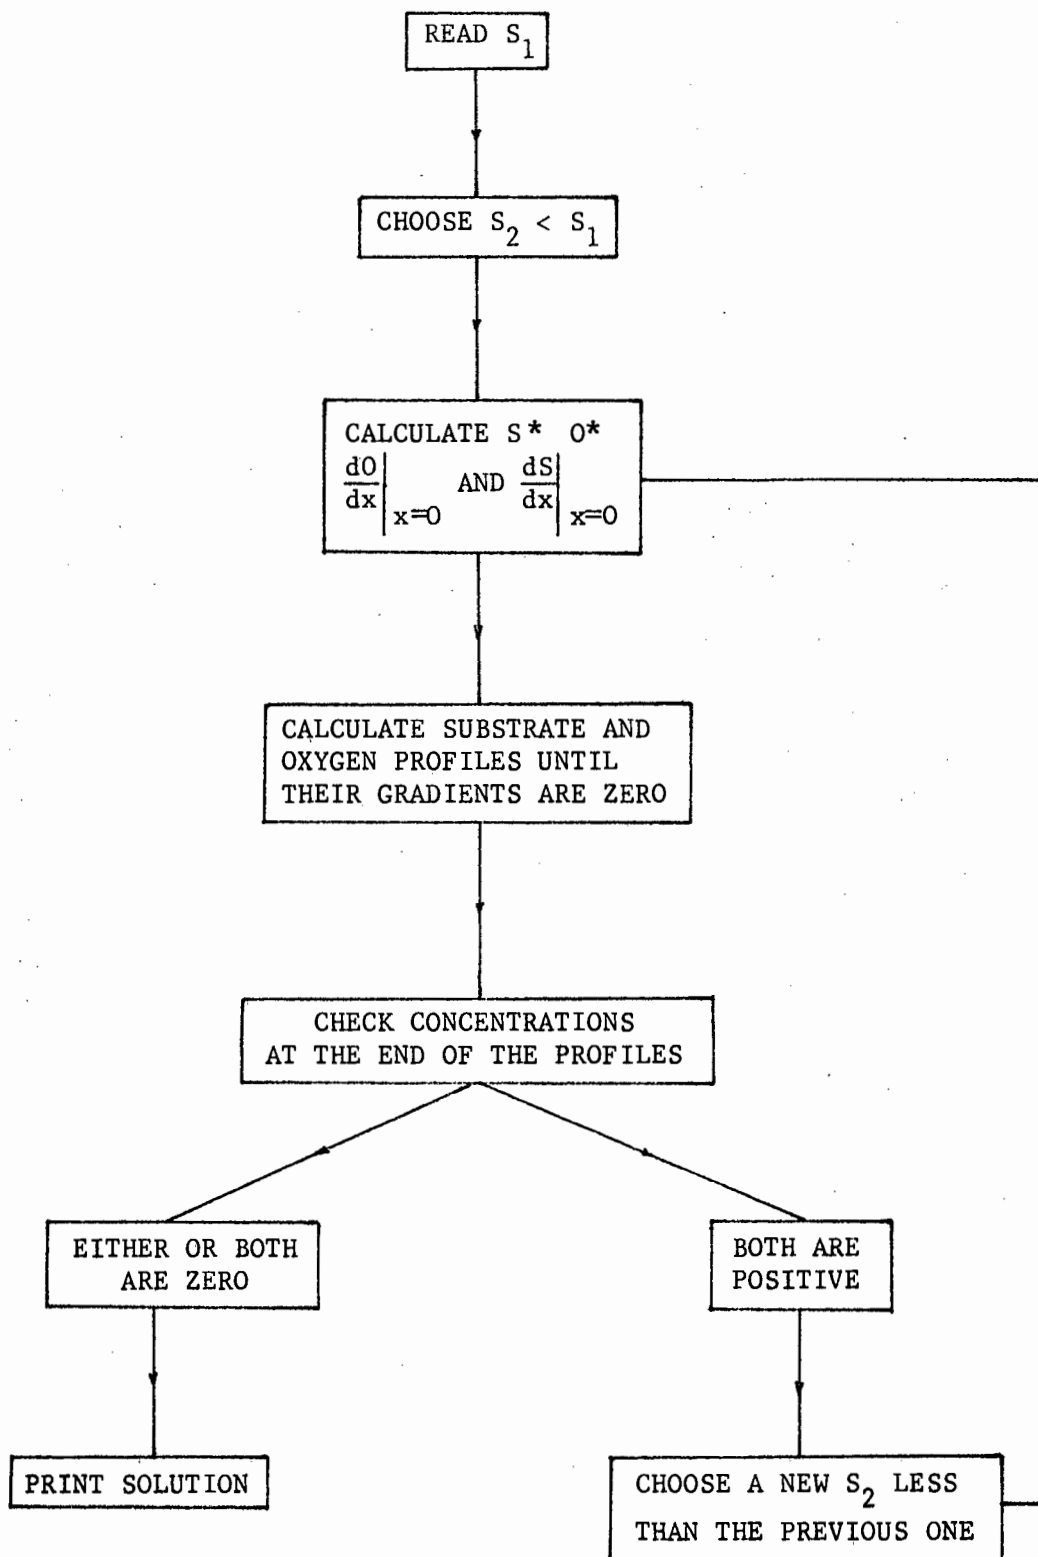 READ S₁
CHOOSE S₂ < S₁
CALCULATE S* O*
dO/dx|x=0 AND dS/dx|x=0
CALCULATE SUBSTRATE AND
OXYGEN PROFILES UNTIL
THEIR GRADIENTS ARE ZERO
CHECK CONCENTRATIONS
AT THE END OF THE PROFILES
EITHER OR BOTH
ARE ZERO
BOTH ARE
POSITIVE
PRINT SOLUTION
CHOOSE A NEW S₂ LESS
THAN THE PREVIOUS ONE